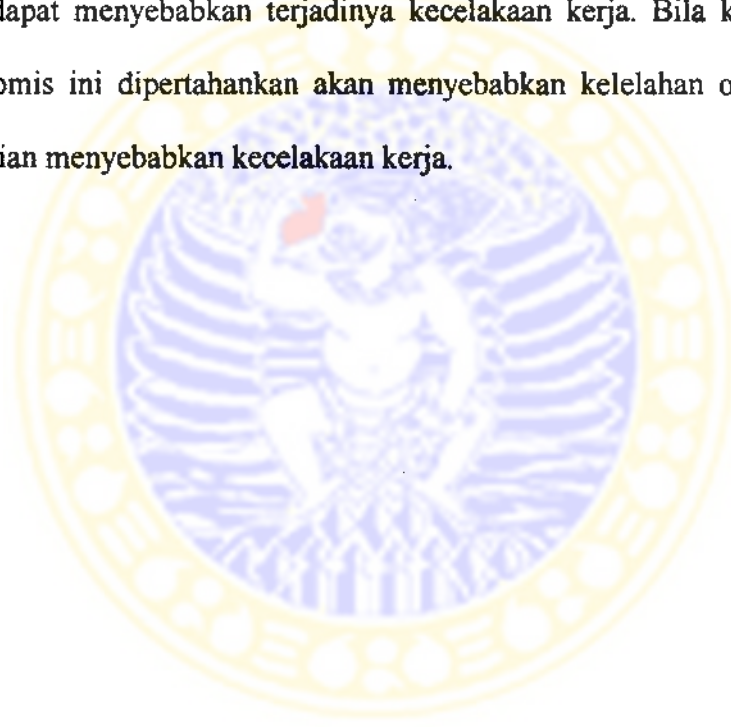 dapat menyebabkan terjadinya kecelakaan kerja. Bila k
omis ini dipertahankan akan menyebabkan kelelahan o
ian menyebabkan kecelakaan kerja.